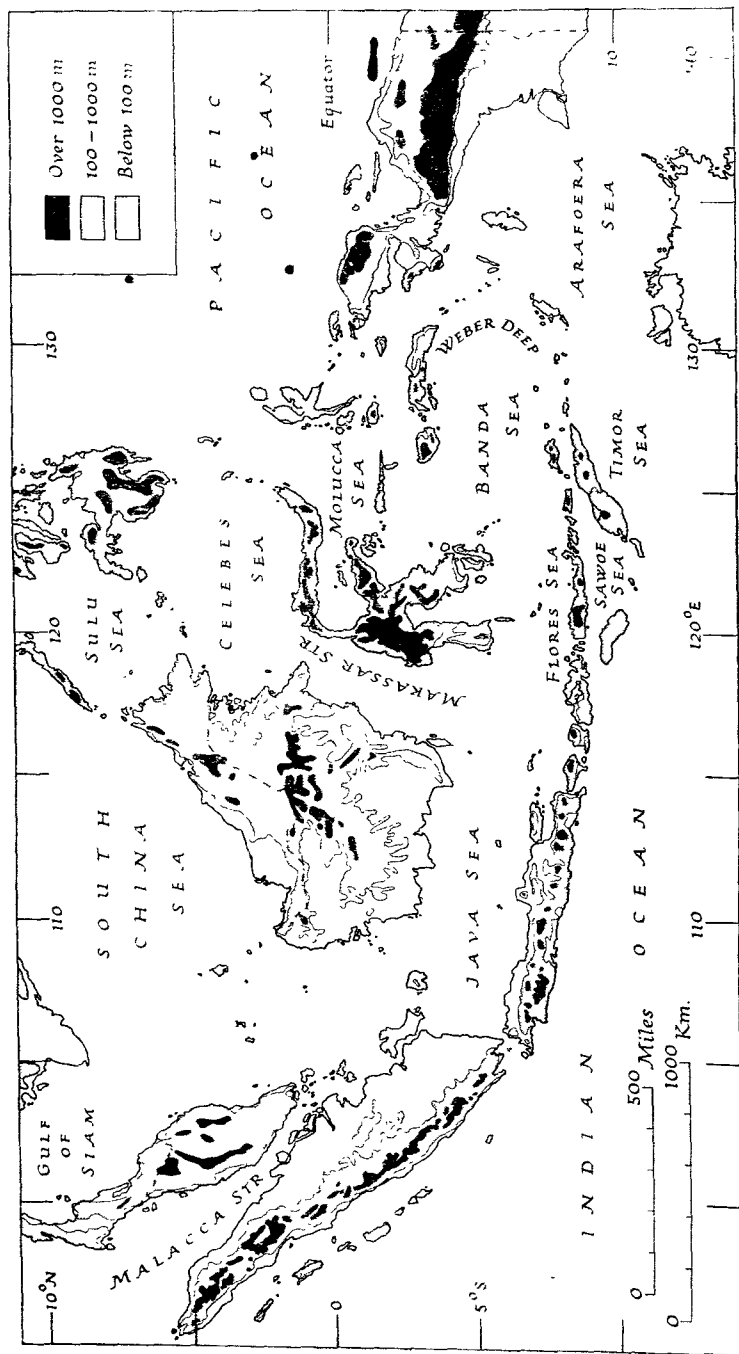 Over 1000 m
100–1000 m
Below 100 m
PACIFIC
OCEAN
Equator
10
140
ARAFOERA
SEA
130
WEBER DEEP
130
MOLUCCA
SEA
BANDA
SEA
TIMOR
SEA
SULU
SEA
120
CELEBES
SEA
MAKASSAR STR
FLORES SEA
SAWOE
SEA
120°E
SOUTH
CHINA
SEA
110
JAVA SEA
110
GULF
OF
SIAM
MALACCA STR
INDIAN
OCEAN
10°N
0
5°S
0
500 Miles
0
1000 Km.